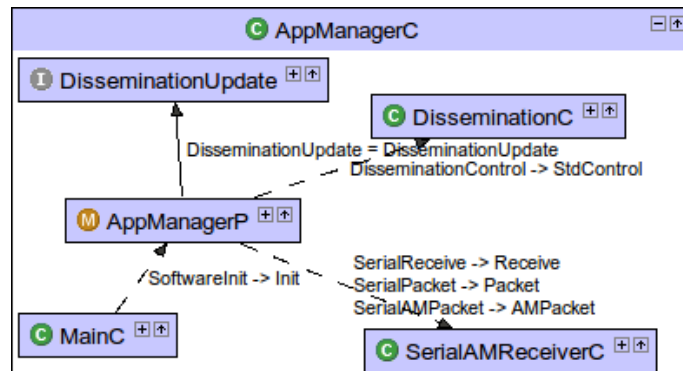 C AppManagerC
I DisseminationUpdate
C DisseminationC
DisseminationUpdate = DisseminationUpdate
DisseminationControl -> StdControl
M AppManagerP
SoftwareInit -> Init
SerialReceive -> Receive
SerialPacket -> Packet
SerialAMPacket -> AMPacket
C MainC
C SerialAMReceiverC